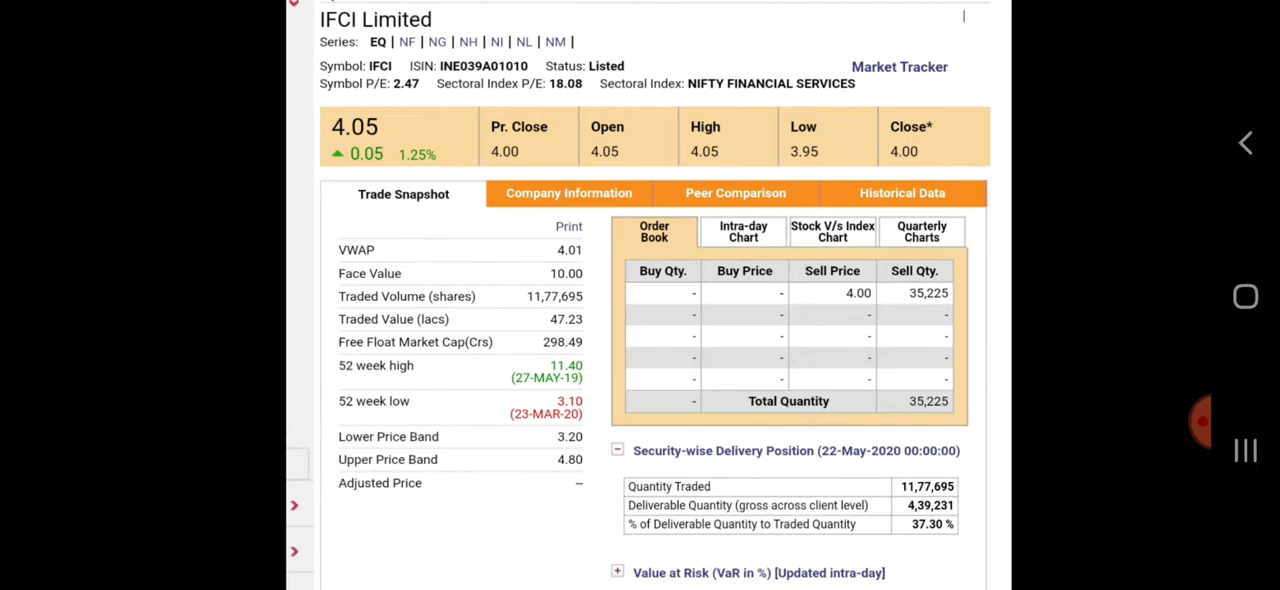 IFCI Limited
Series: EQ | NF | NG | NH | NI | NL | NM |
Symbol: IFCI ISIN: INE039A01010 Status: Listed
Market Tracker
Symbol P/E: 2.47 Sectoral Index P/E: 18.08 Sectoral Index: NIFTY FINANCIAL SERVICES
4.05 Pr. Close Open High Low Close*
0.05 1.25% 4.00 4.05 4.05 3.95 4.00
Trade Snapshot Company Information Peer Comparison Historical Data
Print
VWAP 4.01
Face Value 10.00
Traded Volume (shares) 11,77,695
Traded Value (lacs) 47.23
Free Float Market Cap(Crs) 298.49
52 week high 11.40
(27-MAY-19)
52 week low 3.10
(23-MAR-20)
Lower Price Band 3.20
Upper Price Band 4.80
Adjusted Price --
Order Book Intra-day Chart Stock V/s Index Chart Quarterly Charts
Buy Qty. Buy Price Sell Price Sell Qty.
- - 4.00 35,225
- - - -
- - - -
- - - -
- - - -
- Total Quantity 35,225
Security-wise Delivery Position (22-May-2020 00:00:00)
Quantity Traded 11,77,695
Deliverable Quantity (gross across client level) 4,39,231
% of Deliverable Quantity to Traded Quantity 37.30 %
Value at Risk (VaR in %) [Updated intra-day]